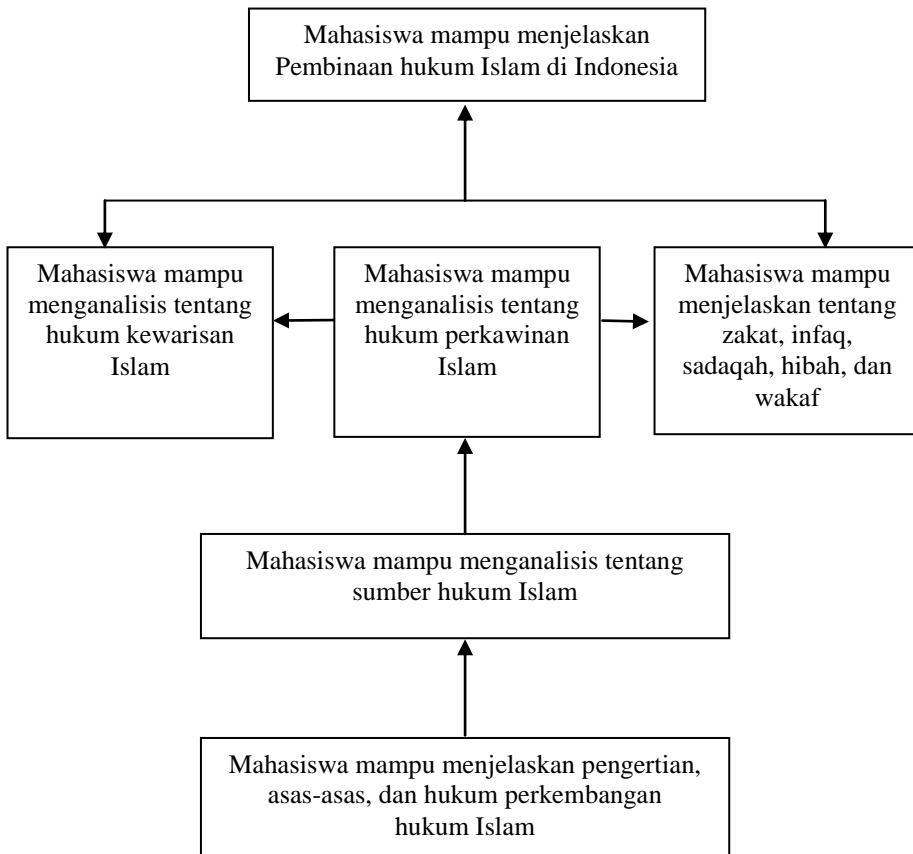 Mahasiswa mampu menjelaskan
Pembinaan hukum Islam di Indonesia
Mahasiswa mampu
menganalisis tentang
hukum kewarisan
Islam
Mahasiswa mampu
menganalisis tentang
hukum perkawinan
Islam
Mahasiswa mampu
menjelaskan tentang
zakat, infaq,
sadaqah, hibah, dan
wakaf
Mahasiswa mampu menganalisis tentang
sumber hukum Islam
Mahasiswa mampu menjelaskan pengertian,
asas-asas, dan hukum perkembangan
hukum Islam